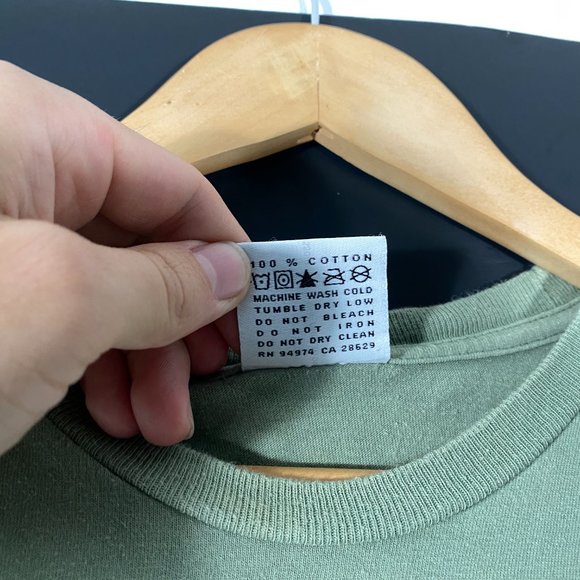 100 % COTTON
MACHINE WASH COLD
TUMBLE DRY LOW
DO NOT BLEACH
DO NOT IRON
DO NOT DRY CLEAN
RN 94974 CA 28629